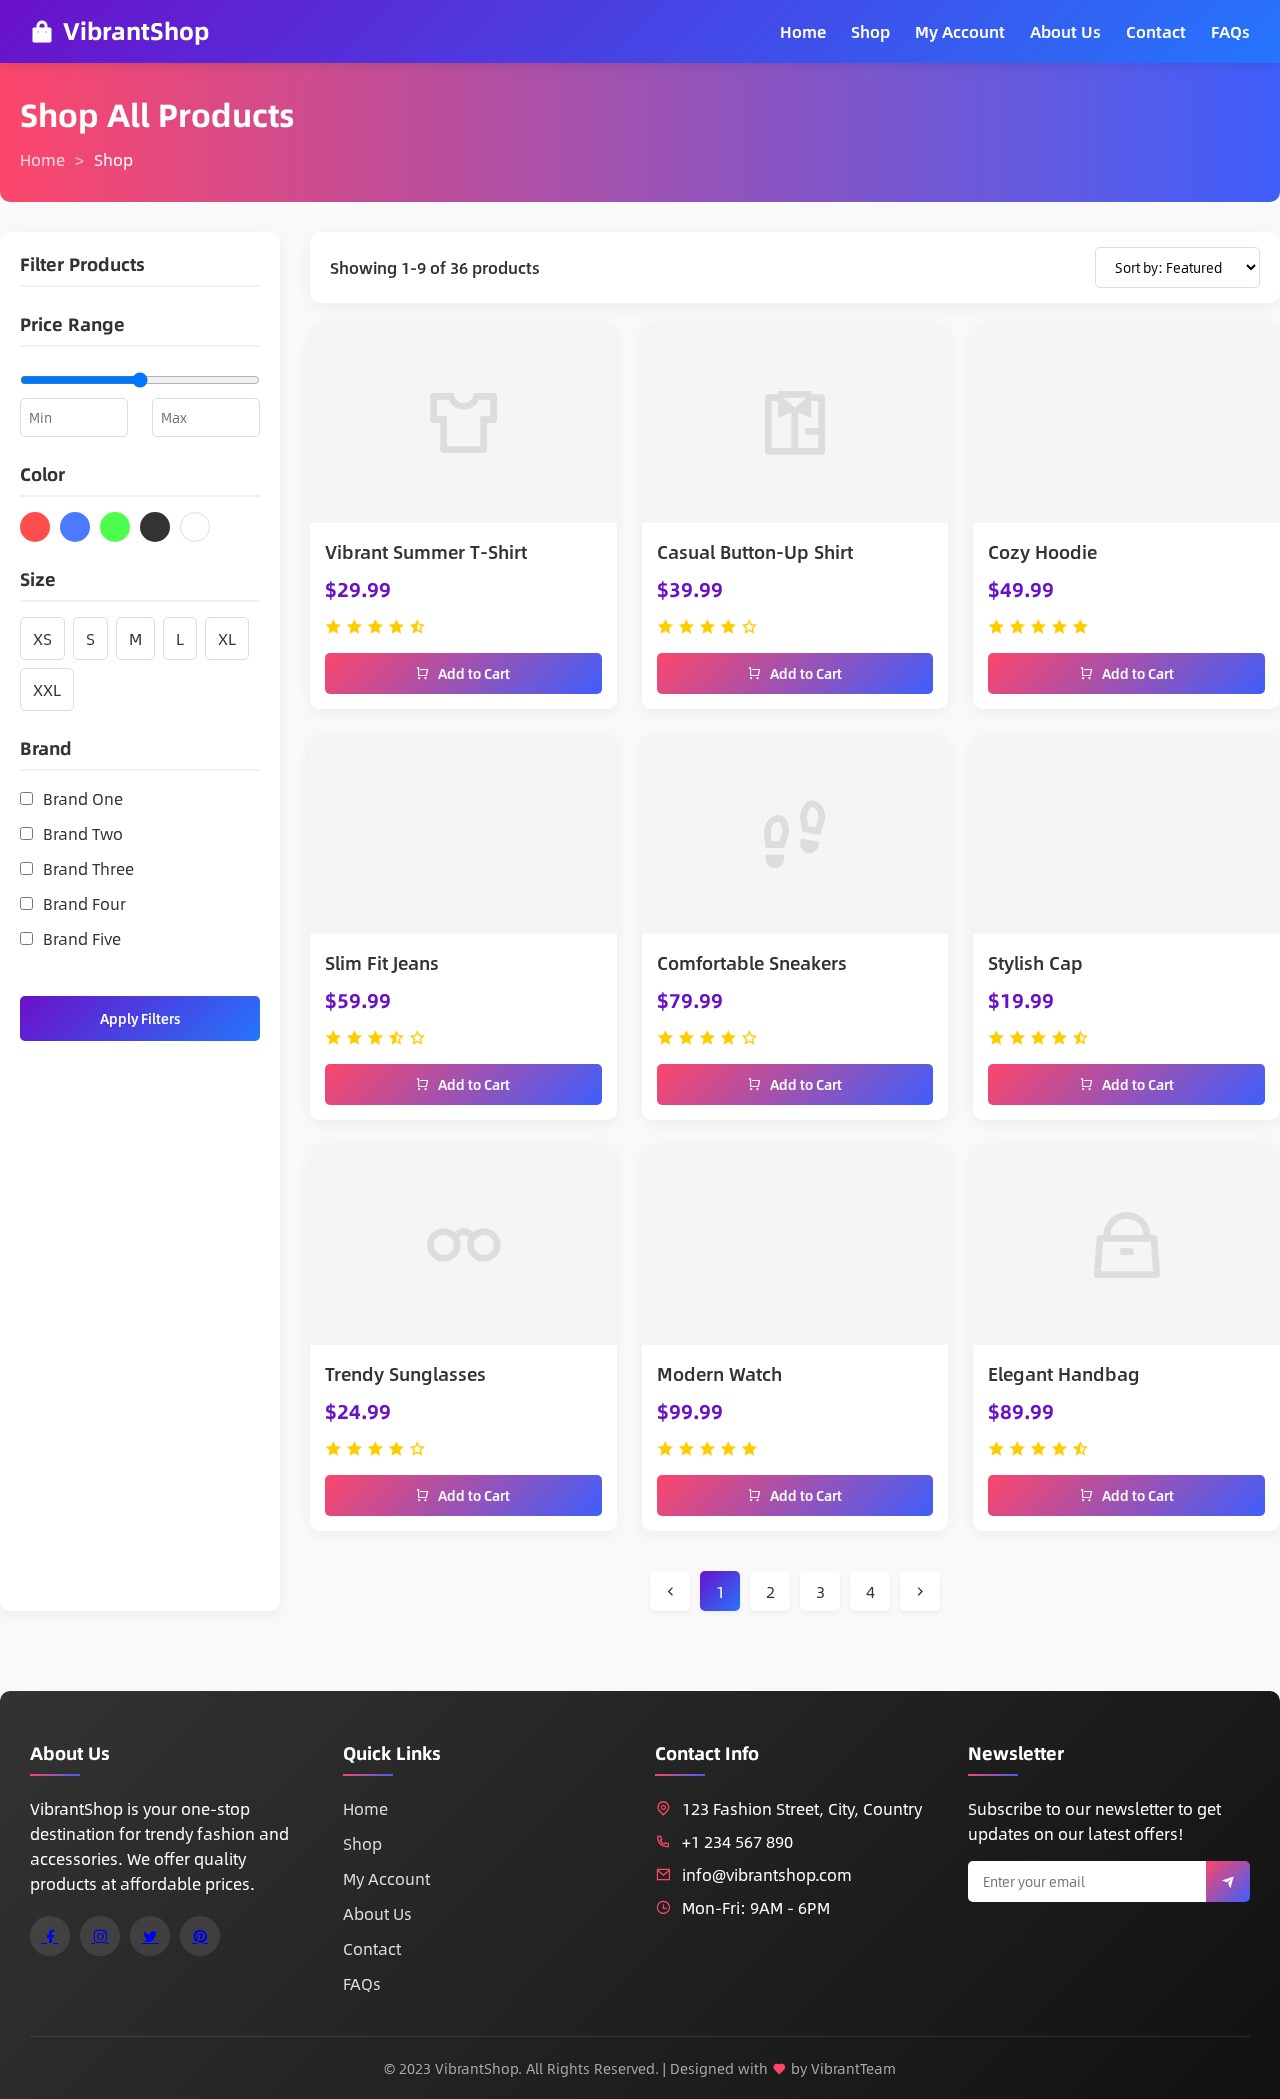 VibrantShop
Home Shop My Account About Us Contact FAQs
Shop All Products
Home > Shop
Filter Products
Price Range
Min Max
Color
Size
XS S M L XL
XXL
Brand
Brand One
Brand Two
Brand Three
Brand Four
Brand Five
Apply Filters
Showing 1-9 of 36 products
Sort by: Featured
Vibrant Summer T-Shirt
$29.99
Add to Cart
Casual Button-Up Shirt
$39.99
Add to Cart
Cozy Hoodie
$49.99
Add to Cart
Slim Fit Jeans
$59.99
Add to Cart
Comfortable Sneakers
$79.99
Add to Cart
Stylish Cap
$19.99
Add to Cart
Trendy Sunglasses
$24.99
Add to Cart
Modern Watch
$99.99
Add to Cart
Elegant Handbag
$89.99
Add to Cart
1 2 3 4
About Us
VibrantShop is your one-stop
destination for trendy fashion and
accessories. We offer quality
products at affordable prices.
Quick Links
Home
Shop
My Account
About Us
Contact
FAQs
Contact Info
123 Fashion Street, City, Country
+1 234 567 890
info@vibrantshop.com
Mon-Fri: 9AM - 6PM
Newsletter
Subscribe to our newsletter to get
updates on our latest offers!
Enter your email
© 2023 VibrantShop. All Rights Reserved. | Designed with by VibrantTeam